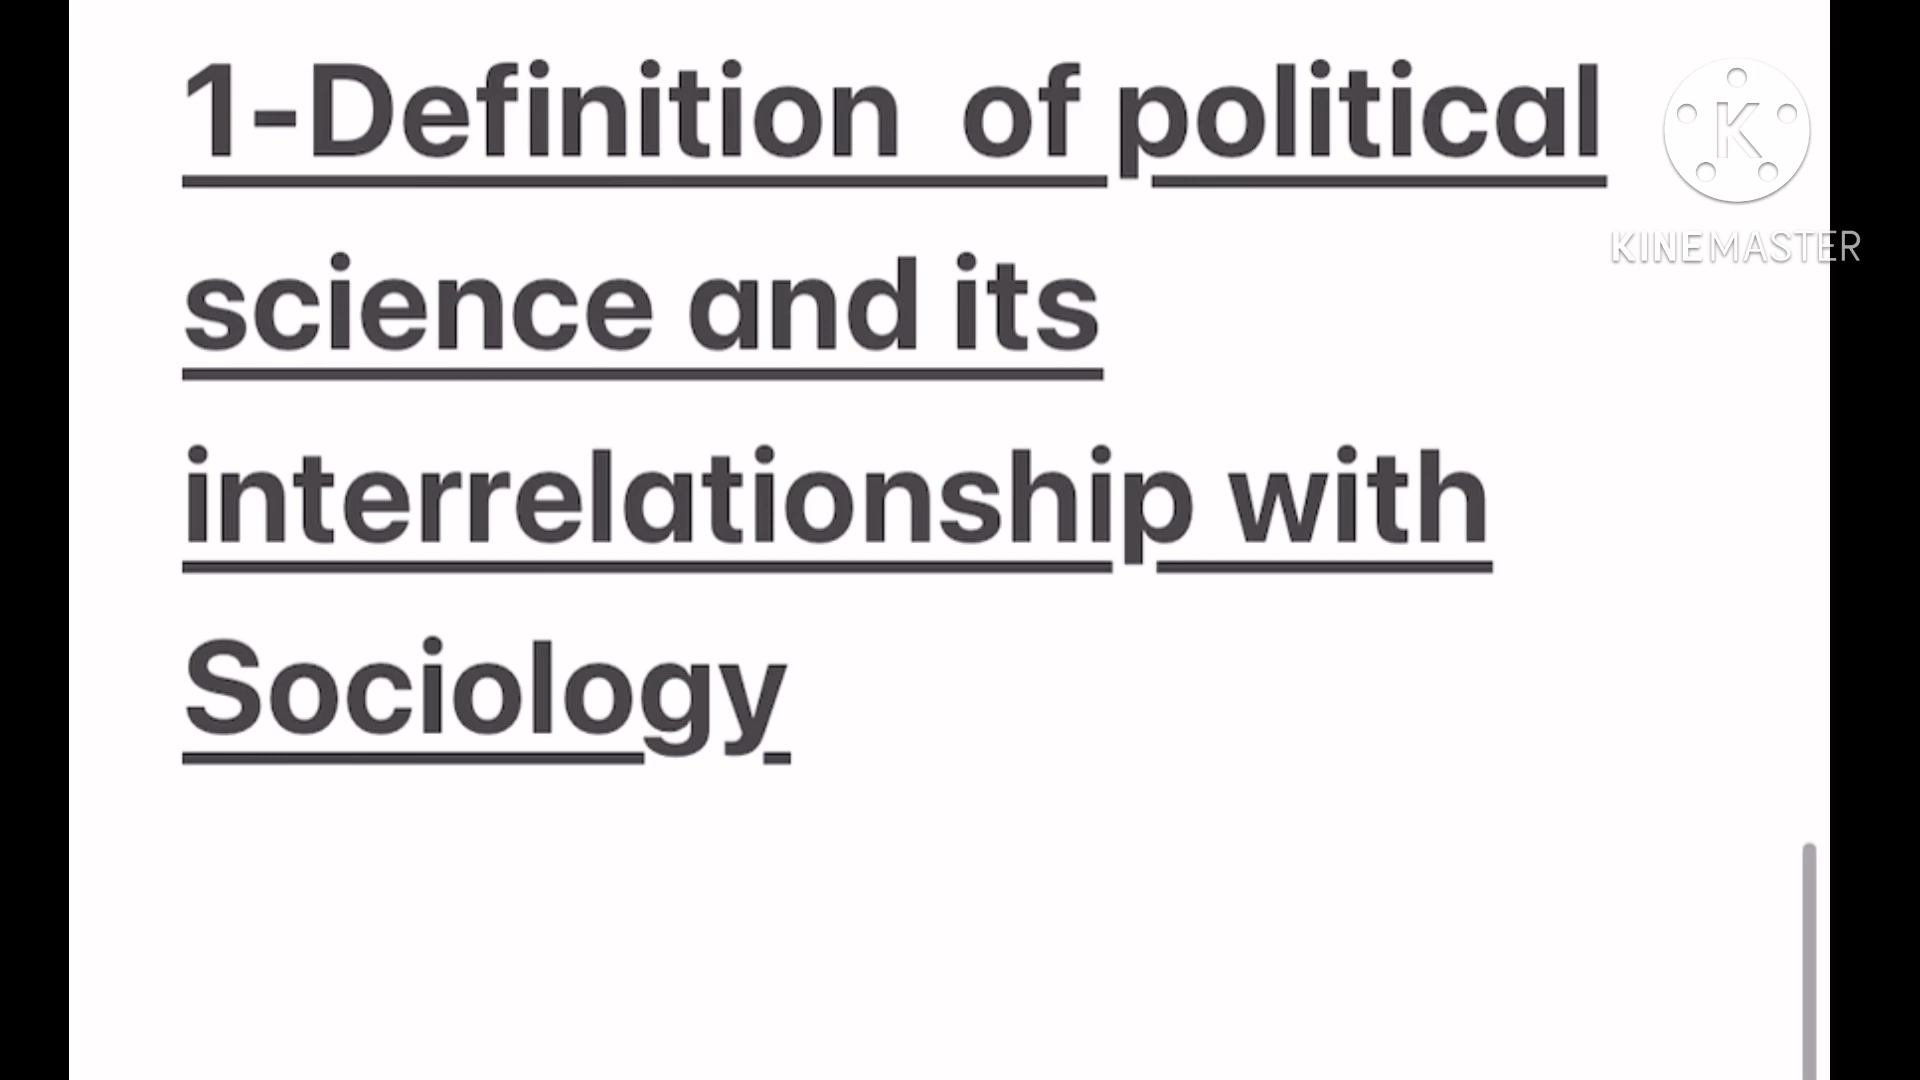 1-Definition  of political
science and its
interrelationship with
Sociology
K
KINEMASTER